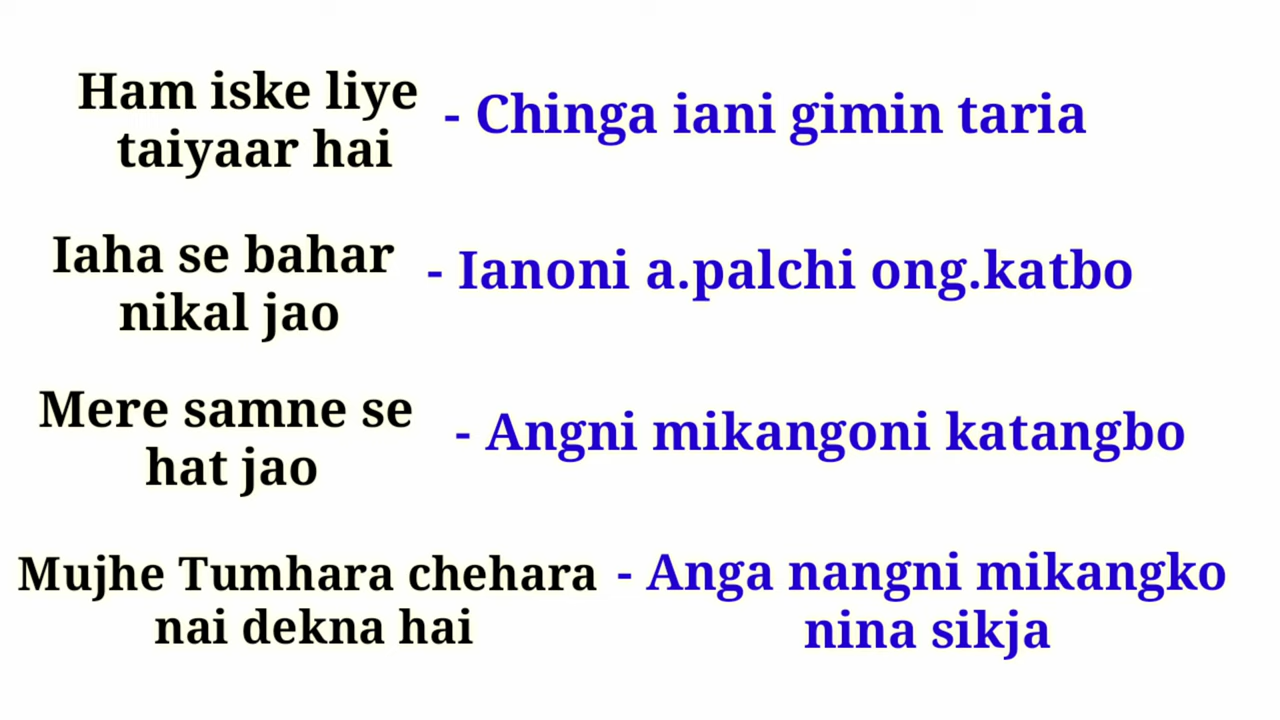 Ham iske liye
taiyaar hai
- Chinga iani gimin taria
Iaha se bahar
nikal jao
- Ianoni a.palchi ong.katbo
Mere samne se
hat jao
- Angni mikangoni katangbo
Mujhe Tumhara chehara
nai dekna hai
- Anga nangni mikangko
nina sikja